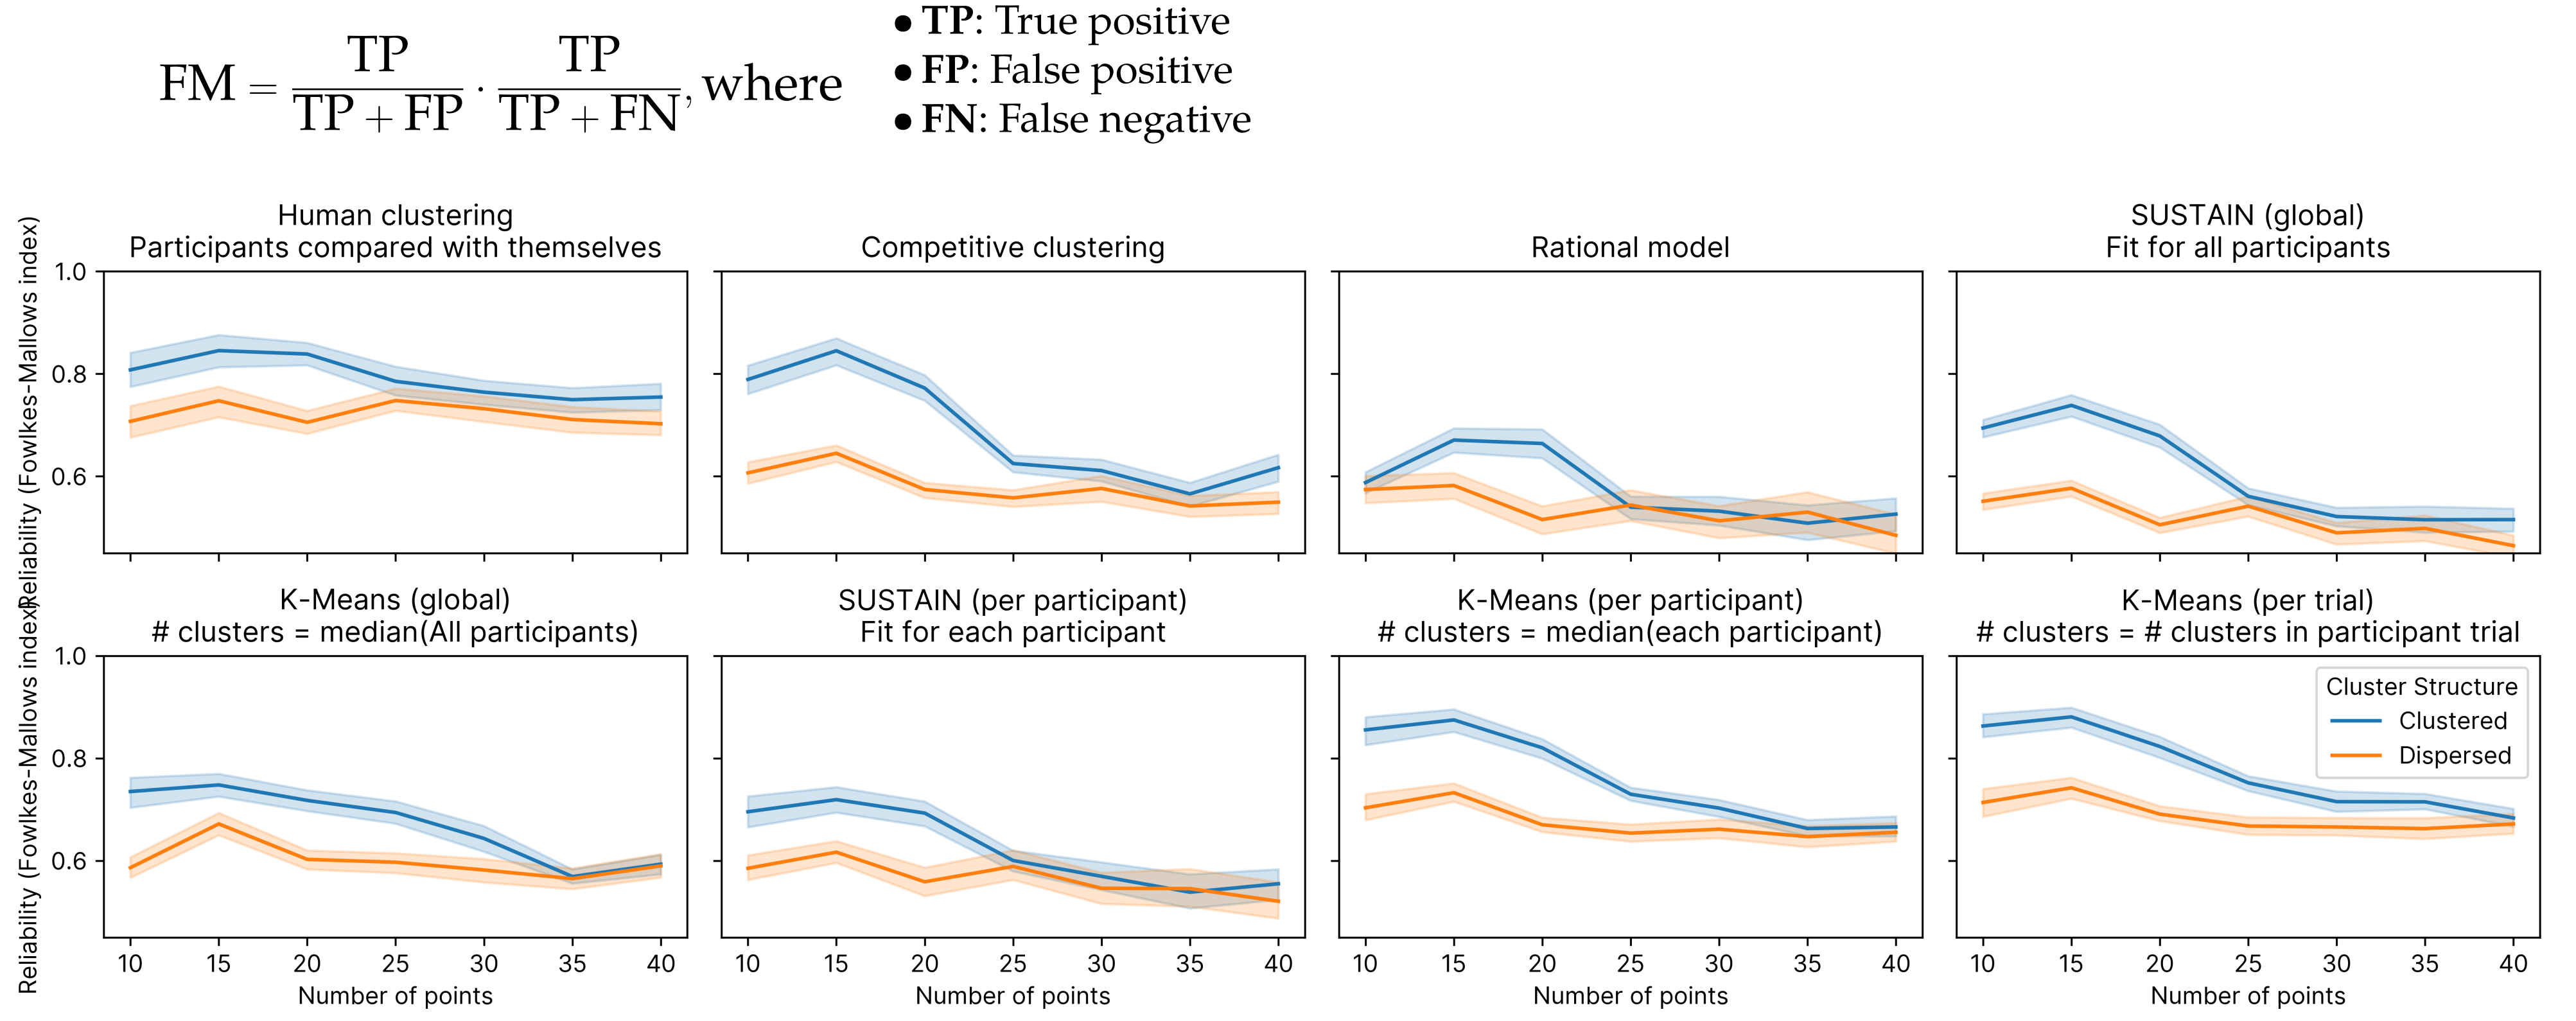 FM = TP / (TP + FP) · TP / (TP + FN), where
• TP: True positive
• FP: False positive
• FN: False negative
Human clustering
Participants compared with themselves
Competitive clustering
Rational model
SUSTAIN (global)
Fit for all participants
Reliability (Fowlkes-Mallows index)
1.0
0.8
0.6
K-Means (global)
# clusters = median(All participants)
SUSTAIN (per participant)
Fit for each participant
K-Means (per participant)
# clusters = median(each participant)
K-Means (per trial)
# clusters = # clusters in participant trial
Reliability (Fowlkes-Mallows index)
1.0
0.8
0.6
Cluster Structure
Clustered
Dispersed
10 15 20 25 30 35 40
10 15 20 25 30 35 40
10 15 20 25 30 35 40
10 15 20 25 30 35 40
Number of points
Number of points
Number of points
Number of points